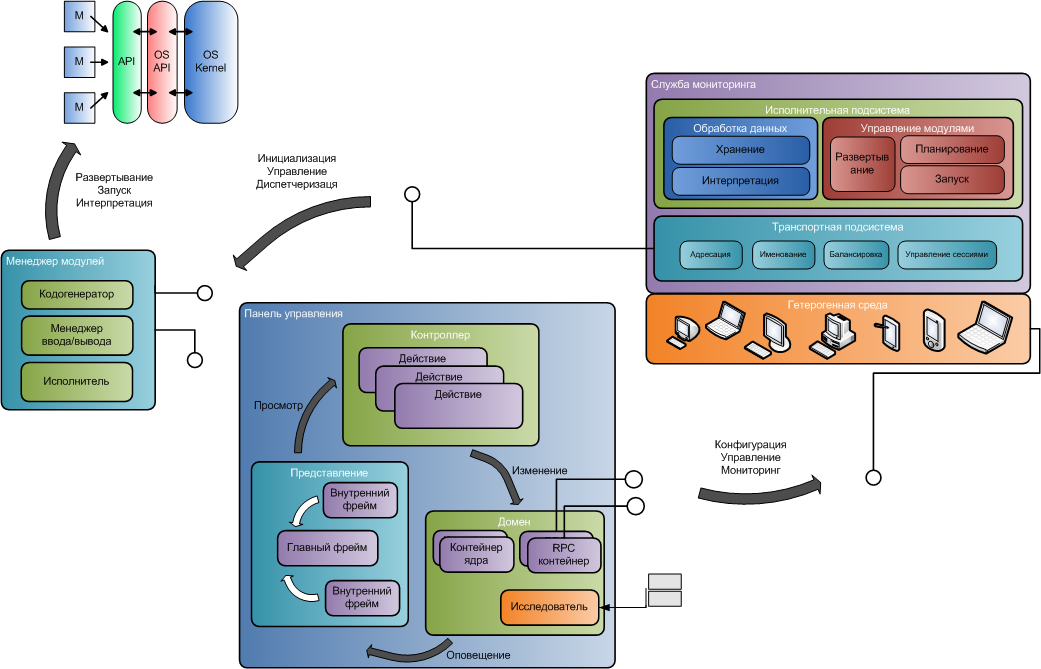 M
M
M
API
OS
API
OS
Kernel
Развертывание
Запуск
Интерпретация
Инициализация
Управление
Диспетчеризаця
Служба мониторинга
Исполнительная подсистема
Обработка данных
Хранение
Интерпретация
Управление модулями
Развертыв
ание
Планирование
Запуск
Транспортная подсистема
Адресация
Именование
Балансировка
Управление сессиями
Гетерогенная среда
Менеджер модулей
Кодогенератор
Менеджер
ввода/вывода
Исполнитель
Панель управления
Контроллер
Действие
Действие
Действие
Просмотр
Изменение
Представление
Внутренний
фрейм
Главный фрейм
Внутренний
фрейм
Домен
Контейнер
ядра
RPC
контейнер
Исследователь
Оповещение
Конфигурация
Управление
Мониторинг